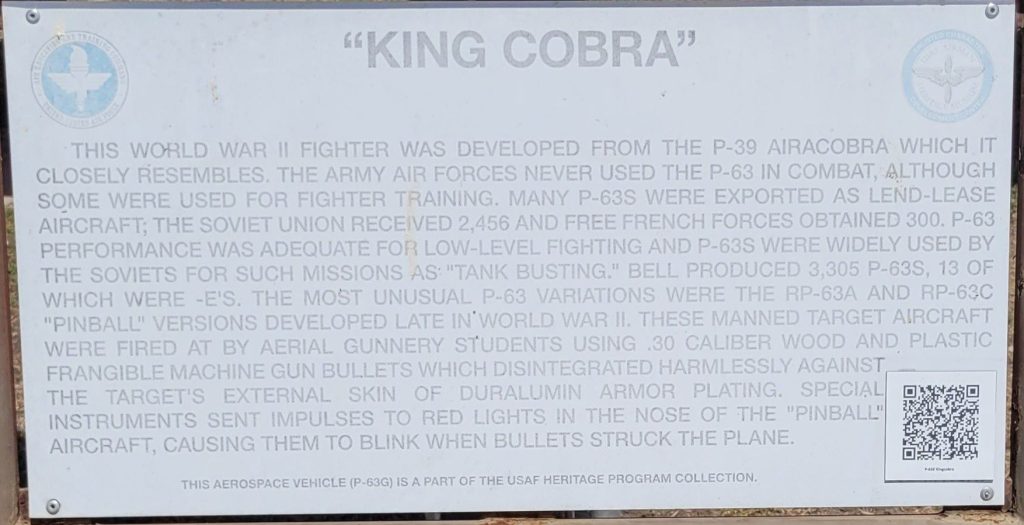 "KING COBRA"
THIS WORLD WAR II FIGHTER WAS DEVELOPED FROM THE P-39 AIRACOBRA WHICH IT
CLOSELY RESEMBLES. THE ARMY AIR FORCES NEVER USED THE P-63 IN COMBAT, ALTHOUGH
SOME WERE USED FOR FIGHTER TRAINING. MANY P-63S WERE EXPORTED AS LEND-LEASE
AIRCRAFT; THE SOVIET UNION RECEIVED 2,456 AND FREE FRENCH FORCES OBTAINED 300. P-63
PERFORMANCE WAS ADEQUATE FOR LOW-LEVEL FIGHTING AND P-63S WERE WIDELY USED BY
THE SOVIETS FOR SUCH MISSIONS AS "TANK BUSTING." BELL PRODUCED 3,305 P-63S, 13 OF
WHICH WERE -E'S. THE MOST UNUSUAL P-63 VARIATIONS WERE THE RP-63A AND RP-63C
"PINBALL" VERSIONS DEVELOPED LATE IN WORLD WAR II. THESE MANNED TARGET AIRCRAFT
WERE FIRED AT BY AERIAL GUNNERY STUDENTS USING .30 CALIBER WOOD AND PLASTIC
FRANGIBLE MACHINE GUN BULLETS WHICH DISINTEGRATED HARMLESSLY AGAINST
THE TARGET'S EXTERNAL SKIN OF DURALUMIN ARMOR PLATING. SPECIAL
INSTRUMENTS SENT IMPULSES TO RED LIGHTS IN THE NOSE OF THE "PINBALL"
AIRCRAFT, CAUSING THEM TO BLINK WHEN BULLETS STRUCK THE PLANE.
THIS AEROSPACE VEHICLE (P-63G) IS A PART OF THE USAF HERITAGE PROGRAM COLLECTION.